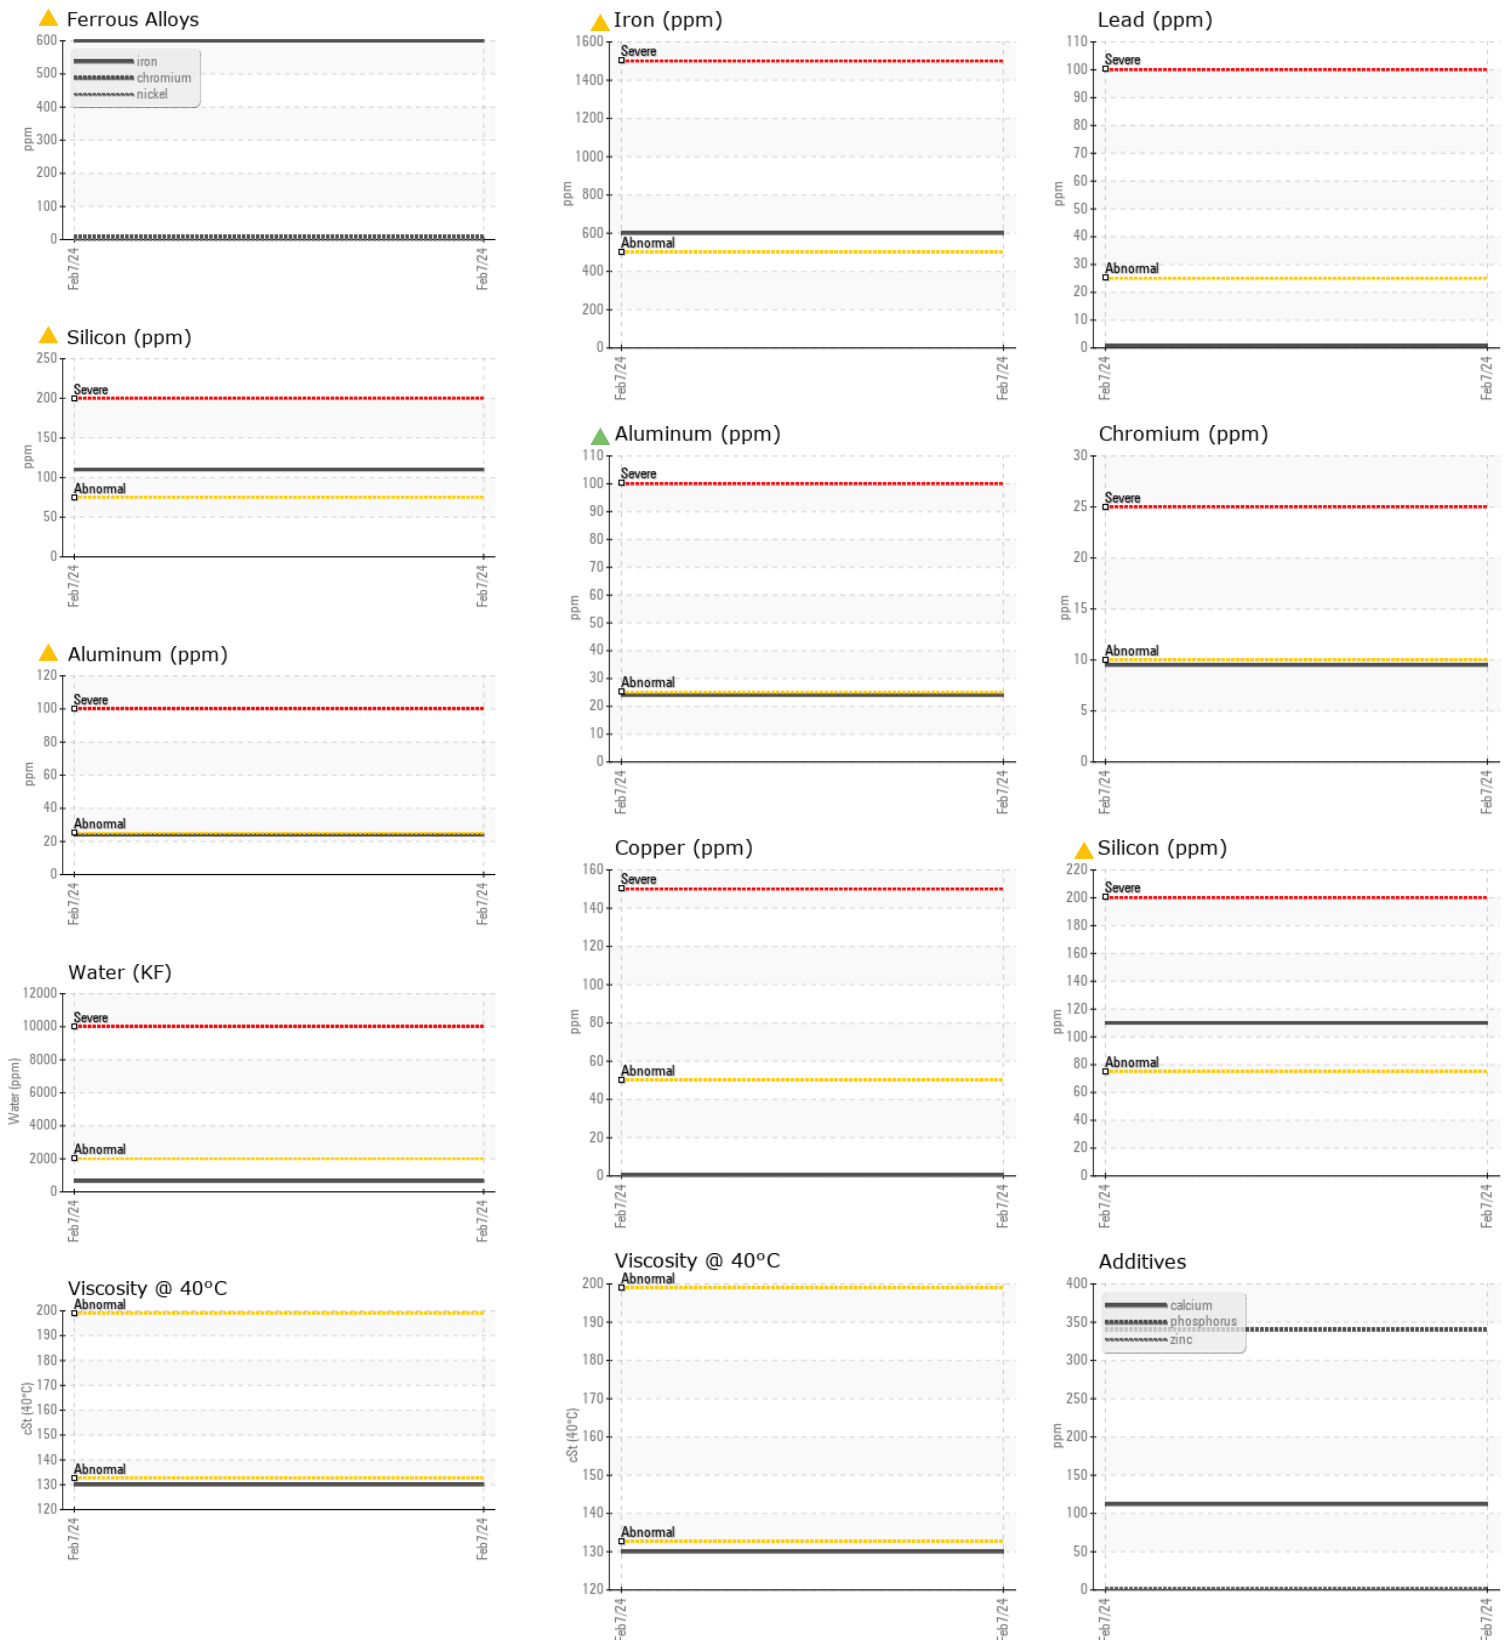 Ferrous Alloys
600
500
400
300
200
100
0
ppm
iron
chromium
nickel
Feb7/24
Feb7/24
Silicon (ppm)
250
200
150
100
50
0
ppm
Severe
Abnormal
Feb7/24
Feb7/24
Aluminum (ppm)
120
100
80
60
40
20
0
ppm
Severe
Abnormal
Feb7/24
Feb7/24
Water (KF)
12000
10000
8000
6000
4000
2000
0
Water (ppm)
Severe
Abnormal
Feb7/24
Feb7/24
Viscosity @ 40°C
200
190
180
170
160
150
140
130
120
cSt (40°C)
Abnormal
Abnormal
Feb7/24
Feb7/24
Iron (ppm)
1600
1400
1200
1000
800
600
400
200
0
ppm
Severe
Abnormal
Feb7/24
Feb7/24
Lead (ppm)
110
100
90
80
70
60
50
40
30
20
10
0
ppm
Severe
Abnormal
Feb7/24
Feb7/24
Aluminum (ppm)
110
100
90
80
70
60
50
40
30
20
10
0
ppm
Severe
Abnormal
Feb7/24
Feb7/24
Chromium (ppm)
30
25
20
15
10
5
0
ppm
Severe
Abnormal
Feb7/24
Feb7/24
Copper (ppm)
160
140
120
100
80
60
40
20
0
ppm
Severe
Abnormal
Feb7/24
Feb7/24
Silicon (ppm)
220
200
180
160
140
120
100
80
60
40
20
0
ppm
Severe
Abnormal
Feb7/24
Feb7/24
Viscosity @ 40°C
200
190
180
170
160
150
140
130
120
cSt (40°C)
Abnormal
Abnormal
Feb7/24
Feb7/24
Additives
400
350
300
250
200
150
100
50
0
ppm
calcium
phosphorus
zinc
Feb7/24
Feb7/24